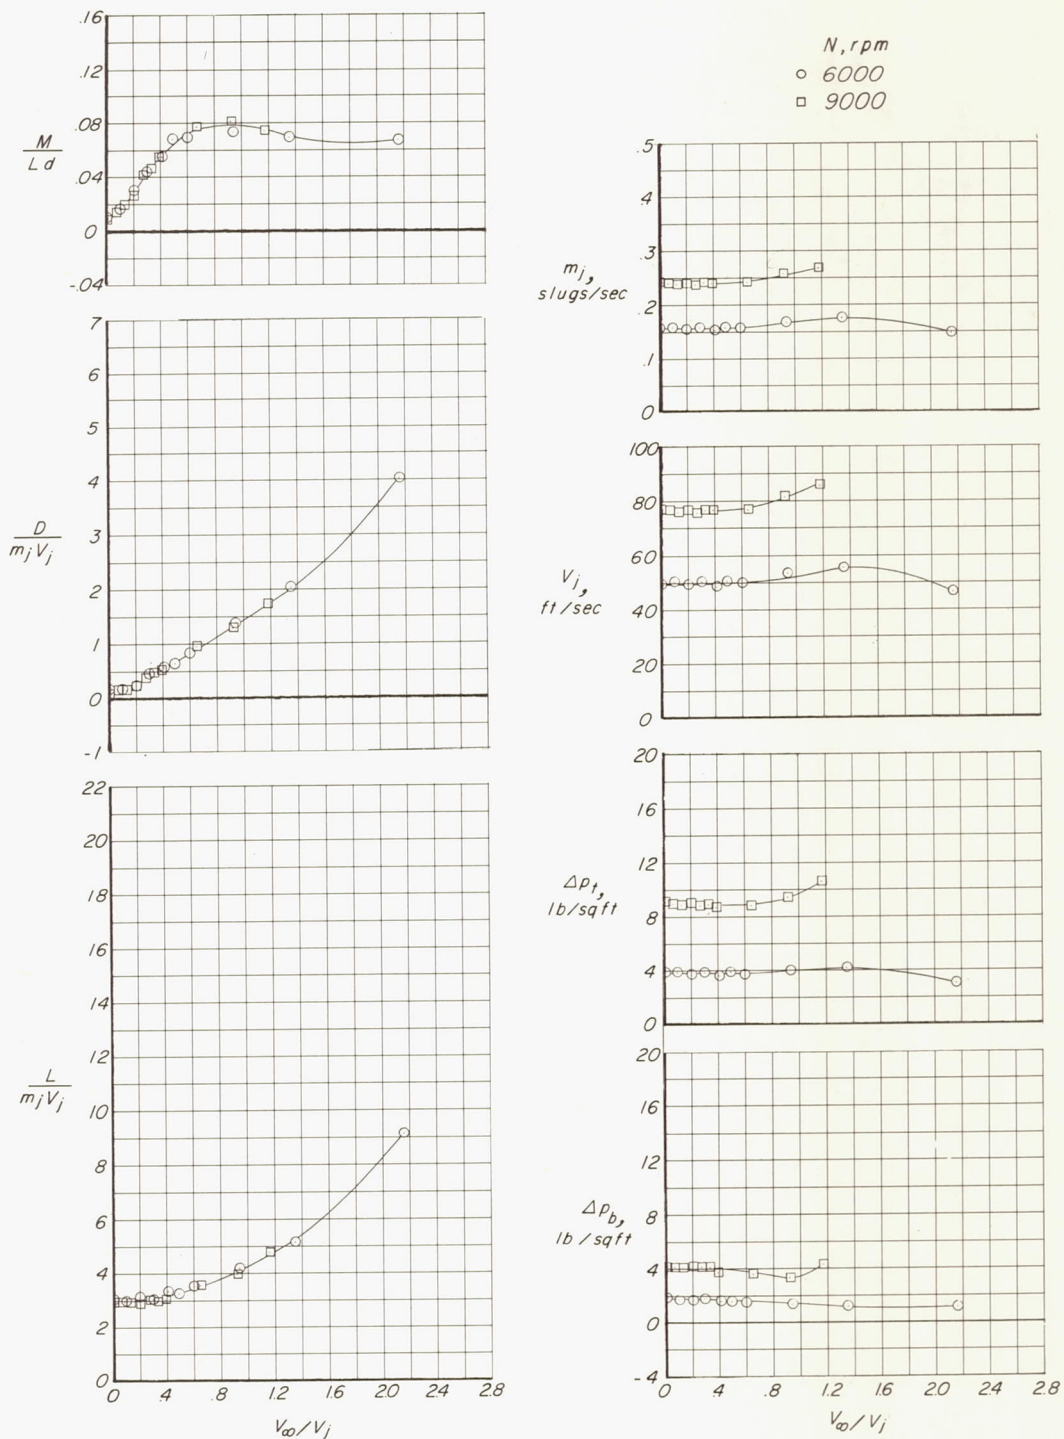 N, rpm
○ 6000
□ 9000
.16
.12
.08
.04
0
-.04
M
L d
7
6
5
4
3
2
1
0
-1
D
mjVj
22
20
18
16
14
12
10
8
6
4
2
0
L
mjVj
0 .4 .8 1.2 1.6 2.0 2.4 2.8
V∞/Vj
.5
.4
.3
.2
.1
0
mj,
slugs/sec
100
80
60
40
20
0
Vj,
ft/sec
20
16
12
8
4
0
Δpt,
lb/sqft
20
16
12
8
4
0
-4
Δpb,
lb/sqft
0 .4 .8 1.2 1.6 2.0 2.4 2.8
V∞/Vj